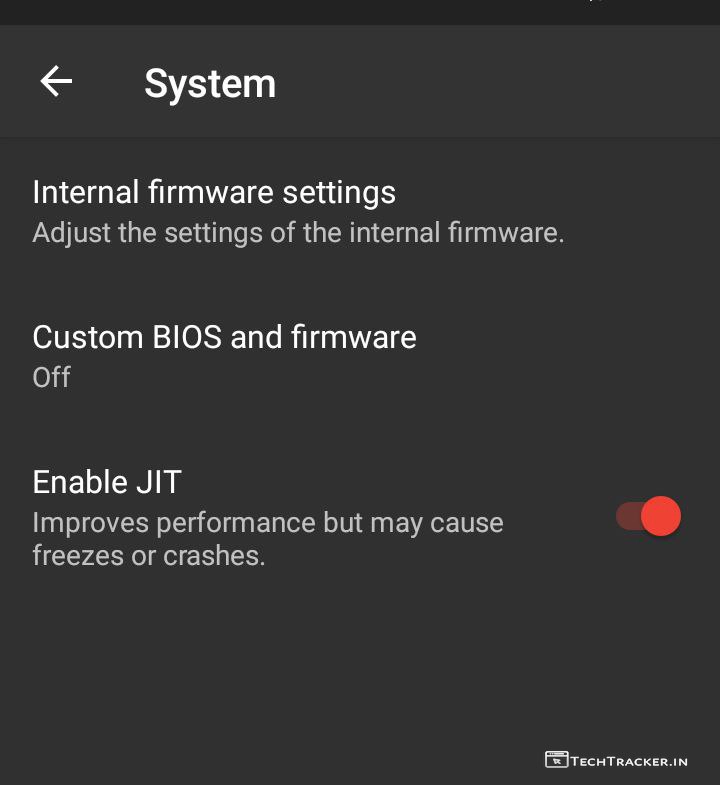 System
Internal firmware settings
Adjust the settings of the internal firmware.
Custom BIOS and firmware
Off
Enable JIT
Improves performance but may cause
freezes or crashes.
TECHTRACKER.IN